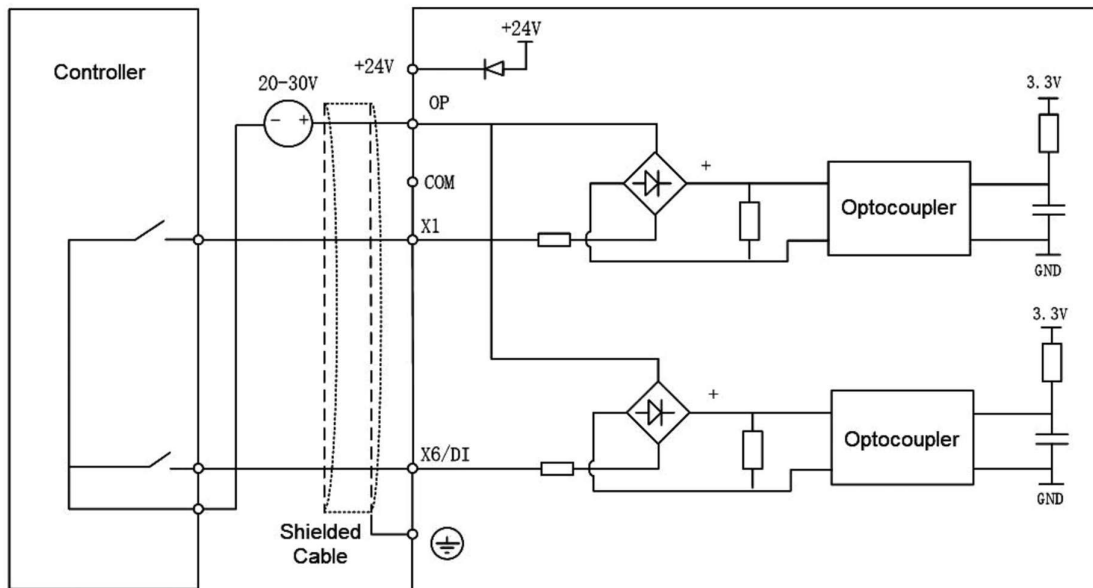 Controller
20-30V
- +
+24V
+24V
OP
COM
X1
X6/DI
Shielded
Cable
+
Optocoupler
3.3V
GND
+
Optocoupler
3.3V
GND